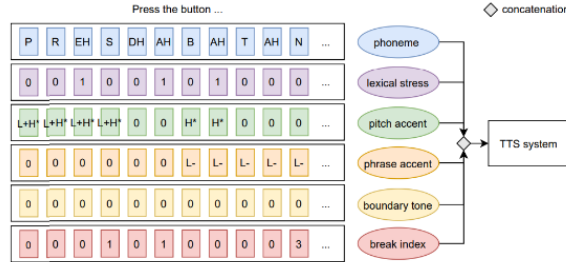 Press the button ...
concatenation
P R EH S DH AH B AH T AH N ...
phoneme
0 0 1 0 0 1 0 1 0 0 0 ...
lexical stress
L+H* L+H* L+H* L+H* 0 0 H* H* 0 0 0 ...
pitch accent
TTS system
0 0 0 0 0 0 L- L- L- L- L- ...
phrase accent
0 0 0 0 0 0 0 0 0 0 0 ...
boundary tone
0 0 0 1 0 1 0 0 0 0 3 ...
break index